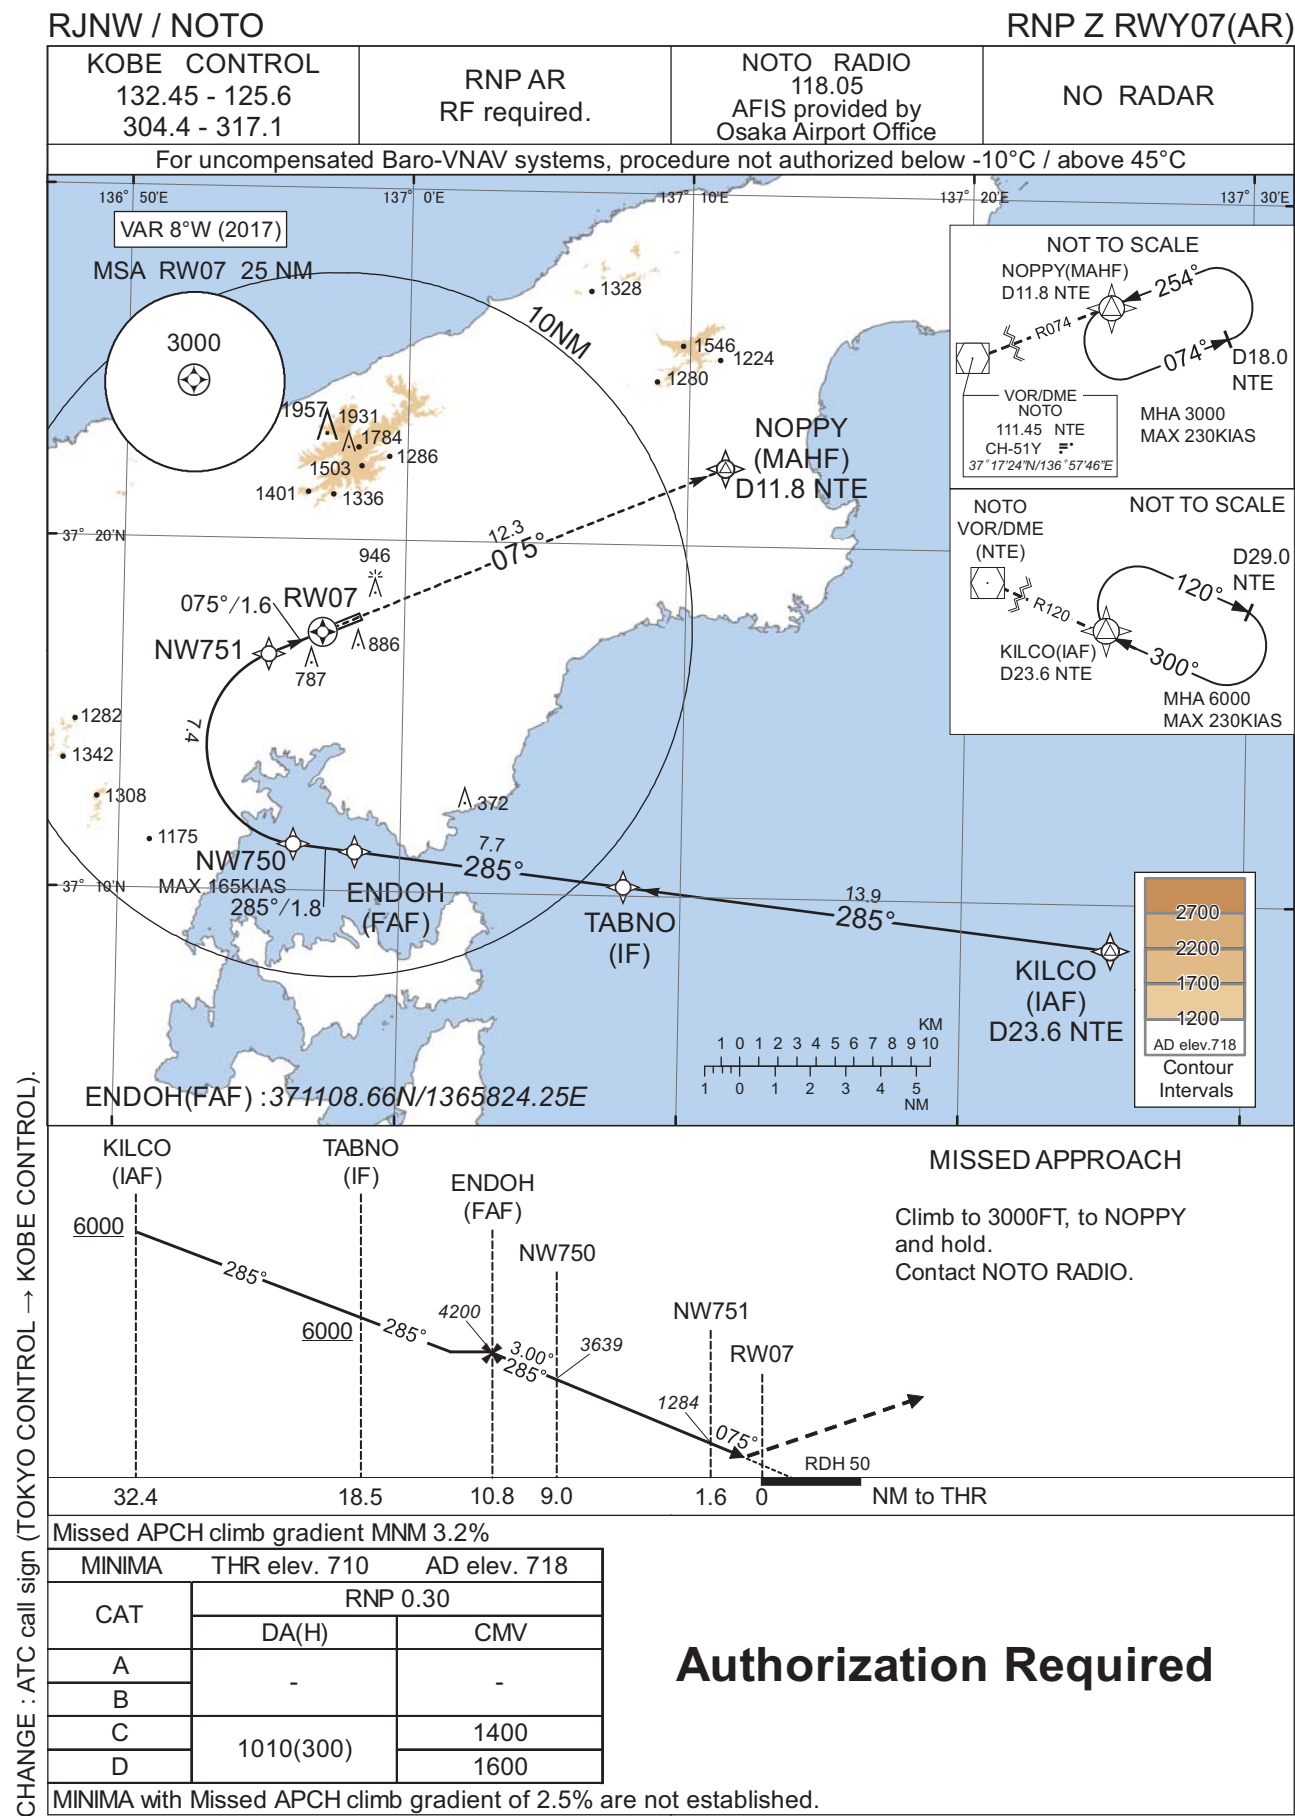 RJNW / NOTO
RNP Z RWY07(AR)
KOBE CONTROL
132.45 - 125.6
304.4 - 317.1
RNP AR
RF required.
NOTO RADIO
118.05
AFIS provided by
Osaka Airport Office
NO RADAR
For uncompensated Baro-VNAV systems, procedure not authorized below -10°C / above 45°C
136° 50'E
137° 0'E
137° 10'E
137° 20'E
137° 30'E
VAR 8°W (2017)
MSA RW07 25 NM
3000
10NM
1328
1546
1224
1280
1957
1931
1784
1286
1503
1401
1336
NOPPY
(MAHF)
D11.8 NTE
37° 20'N
12.3
075°
946
075°/1.6
RW07
NW751
886
787
7.4
1282
1342
1308
1175
372
NW750
MAX 165KIAS
285°/1.8
37° 10'N
ENDOH
(FAF)
7.7
285°
TABNO
(IF)
13.9
285°
KILCO
(IAF)
D23.6 NTE
NOT TO SCALE
NOPPY(MAHF)
D11.8 NTE
254°
R074
074°
D18.0
NTE
VOR/DME
NOTO
111.45 NTE
CH-51Y
37°17'24"N/136°57'46"E
MHA 3000
MAX 230KIAS
NOT TO SCALE
NOTO
VOR/DME
(NTE)
D29.0
NTE
120°
R120
300°
KILCO(IAF)
D23.6 NTE
MHA 6000
MAX 230KIAS
2700
2200
1700
1200
AD elev.718
Contour
Intervals
KM
1 0 1 2 3 4 5 6 7 8 9 10
1 0 1 2 3 4 5
NM
ENDOH(FAF) :371108.66N/1365824.25E
KILCO
(IAF)
TABNO
(IF)
ENDOH
(FAF)
NW750
NW751
RW07
6000
285°
6000
285°
4200
3.00°
285°
3639
1284
075°
RDH 50
32.4
18.5
10.8
9.0
1.6
0
NM to THR
MISSED APPROACH
Climb to 3000FT, to NOPPY
and hold.
Contact NOTO RADIO.
Missed APCH climb gradient MNM 3.2%
MINIMA THR elev. 710 AD elev. 718
CAT
RNP 0.30
DA(H)
CMV
A
B
-
-
C
D
1010(300)
1400
1600
MINIMA with Missed APCH climb gradient of 2.5% are not established.
Authorization Required
CHANGE : ATC call sign (TOKYO CONTROL → KOBE CONTROL).